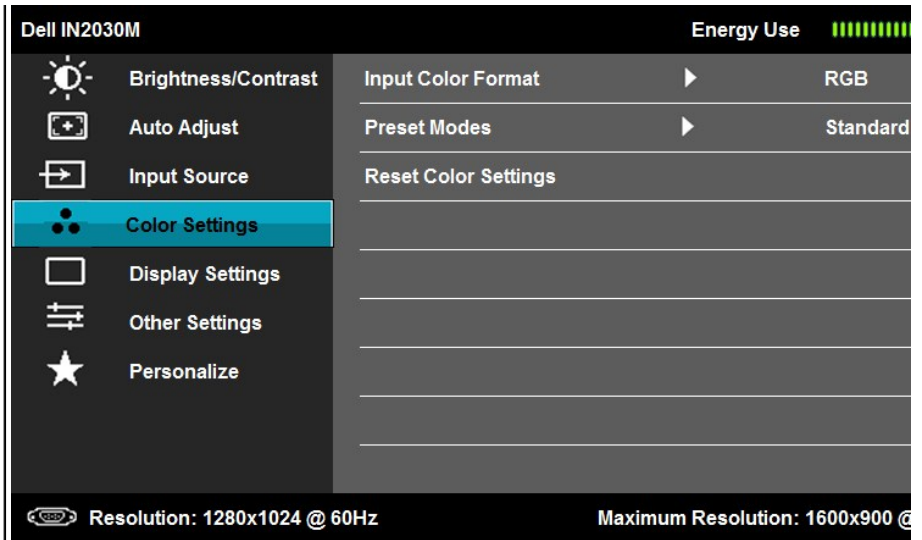 Dell IN2030M Energy Use
Brightness/Contrast Input Color Format RGB
Auto Adjust Preset Modes Standard
Input Source Reset Color Settings
Color Settings
Display Settings
Other Settings
Personalize
Resolution: 1280x1024 @ 60Hz Maximum Resolution: 1600x900 @